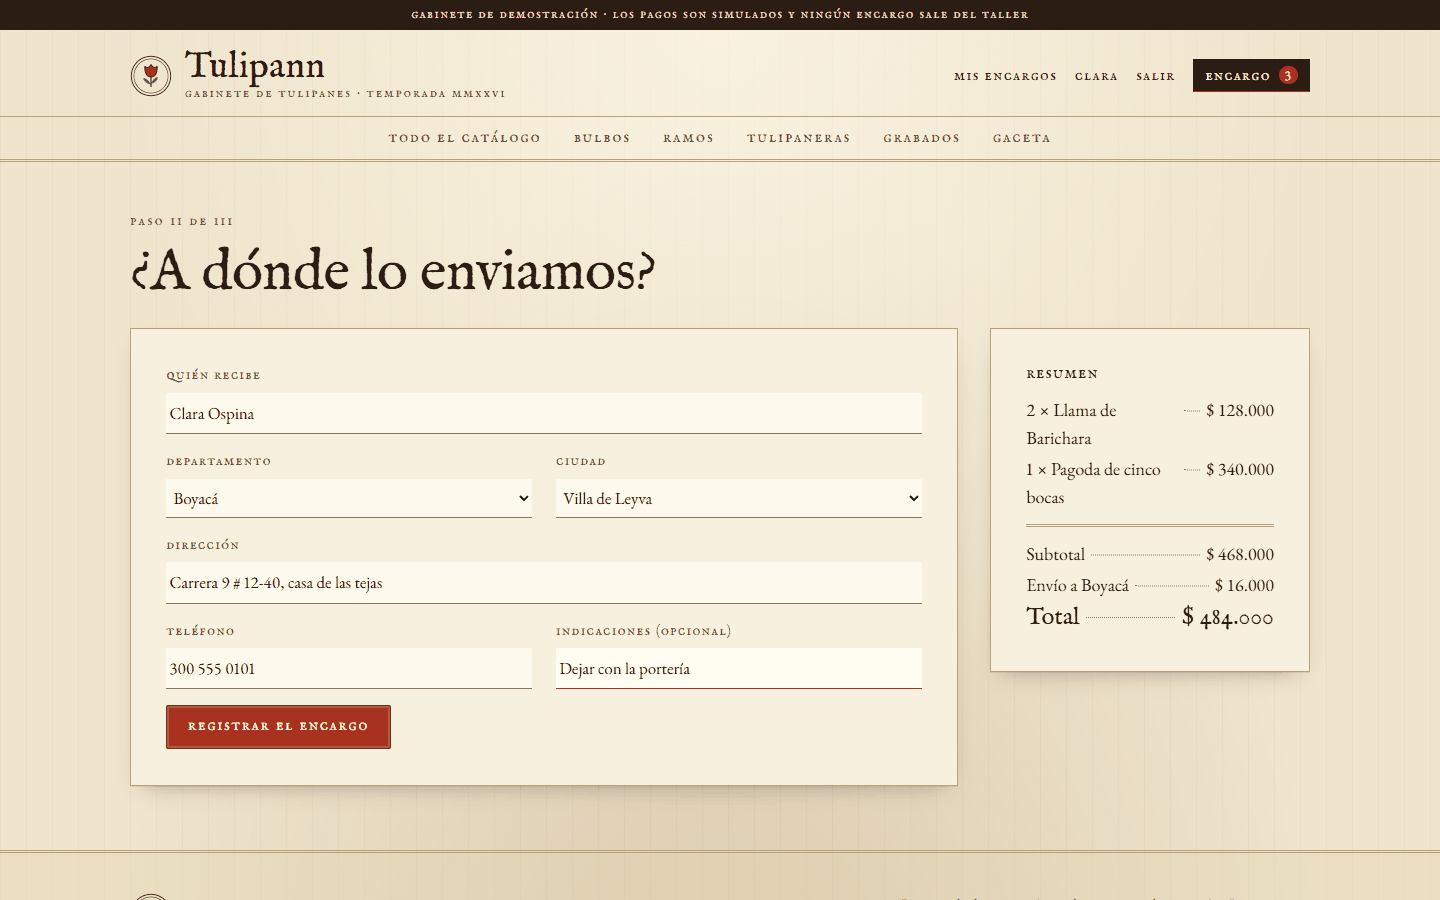 GABINETE DE DEMOSTRACIÓN · LOS PAGOS SON SIMULADOS Y NINGÚN ENCARGO SALE DEL TALLER
Tulipann
GABINETE DE TULIPANES · TEMPORADA MMXXVI
MIS ENCARGOS CLARA SALIR ENCARGO 3
TODO EL CATÁLOGO BULBOS RAMOS TULIPANERAS GRABADOS GACETA
PASO II DE III
¿A dónde lo enviamos?
QUIÉN RECIBE
Clara Ospina
DEPARTAMENTO CIUDAD
Boyacá Villa de Leyva
DIRECCIÓN
Carrera 9 # 12-40, casa de las tejas
TELÉFONO INDICACIONES (OPCIONAL)
300 555 0101 Dejar con la portería
REGISTRAR EL ENCARGO
RESUMEN
2 × Llama de $ 128.000
Barichara
1 × Pagoda de cinco $ 340.000
bocas
Subtotal $ 468.000
Envío a Boyacá $ 16.000
Total $ 484.000